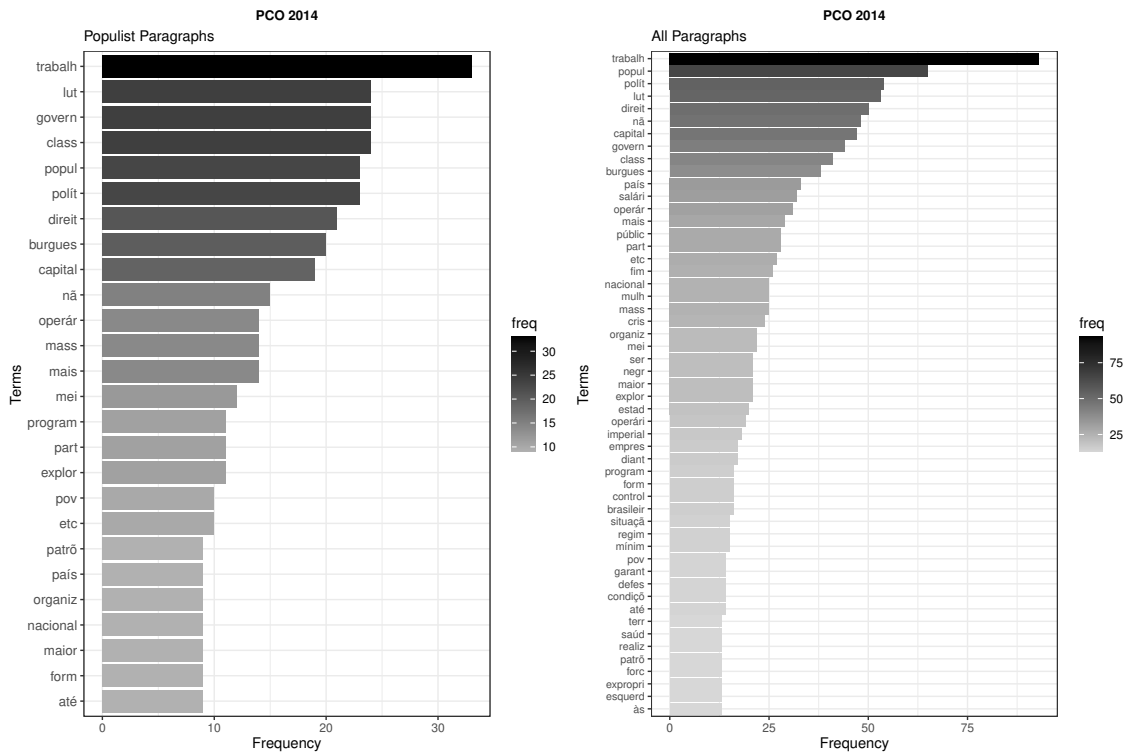 PCO 2014
Populist Paragraphs
Terms
trabalh
lut
govern
class
popul
polít
direit
burgues
capital
nã
operár
mass
mais
mei
program
part
explor
pov
etc
patrõ
país
organiz
nacional
maior
form
até
0 10 20 30
Frequency
freq
30
25
20
15
10
PCO 2014
All Paragraphs
Terms
trabalh
popul
polít
lut
direit
nã
capital
govern
class
burgues
país
salári
operár
mais
públic
part
etc
fim
nacional
mulh
mass
cris
organiz
mei
ser
negr
maior
explor
estad
operári
imperial
empres
diant
program
form
control
brasileir
situaçã
regim
mínim
pov
garant
defes
condiçõ
até
terr
saúd
realiz
patrõ
forc
expropri
esquerd
às
0 25 50 75
Frequency
freq
75
50
25